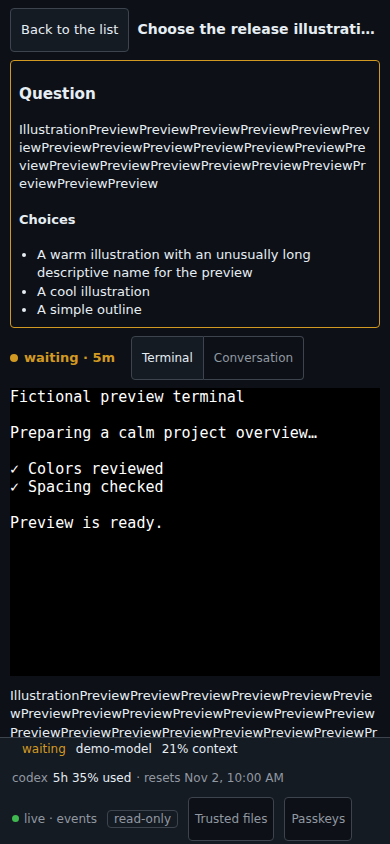 Back to the list
Choose the release illustrati…
Question
IllustrationPreviewPreviewPreviewPreviewPreviewPrev
iewPreviewPreviewPreviewPreviewPreviewPreviewPre
viewPreviewPreviewPreviewPreviewPreviewPreviewPr
eviewPreviewPreview
Choices
• A warm illustration with an unusually long
descriptive name for the preview
• A cool illustration
• A simple outline
waiting · 5m
Terminal
Conversation
Fictional preview terminal
Preparing a calm project overview…
✓ Colors reviewed
✓ Spacing checked
Preview is ready.
IllustrationPreviewPreviewPreviewPreviewPreviewPrevie
wPreviewPreviewPreviewPreviewPreviewPreviewPreview
PreviewPreviewPreviewPreviewPreviewPreviewPreviewPr
waiting demo-model 21% context
codex 5h 35% used · resets Nov 2, 10:00 AM
live · events
read-only
Trusted files
Passkeys